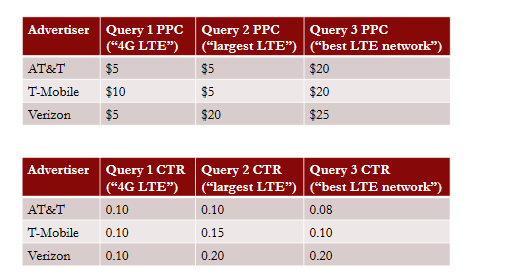 Advertiser Query 1 PPC Query 2 PPC Query 3 PPC
(“4G LTE”) (“largest LTE”) (“best LTE network”)
AT&T $5 $5 $20
T-Mobile $10 $5 $20
Verizon $5 $20 $25
Advertiser Query 1 CTR Query 2 CTR Query 3 CTR
(“4G LTE”) (“largest LTE”) (“best LTE network”)
AT&T 0.10 0.10 0.08
T-Mobile 0.10 0.15 0.10
Verizon 0.10 0.20 0.20